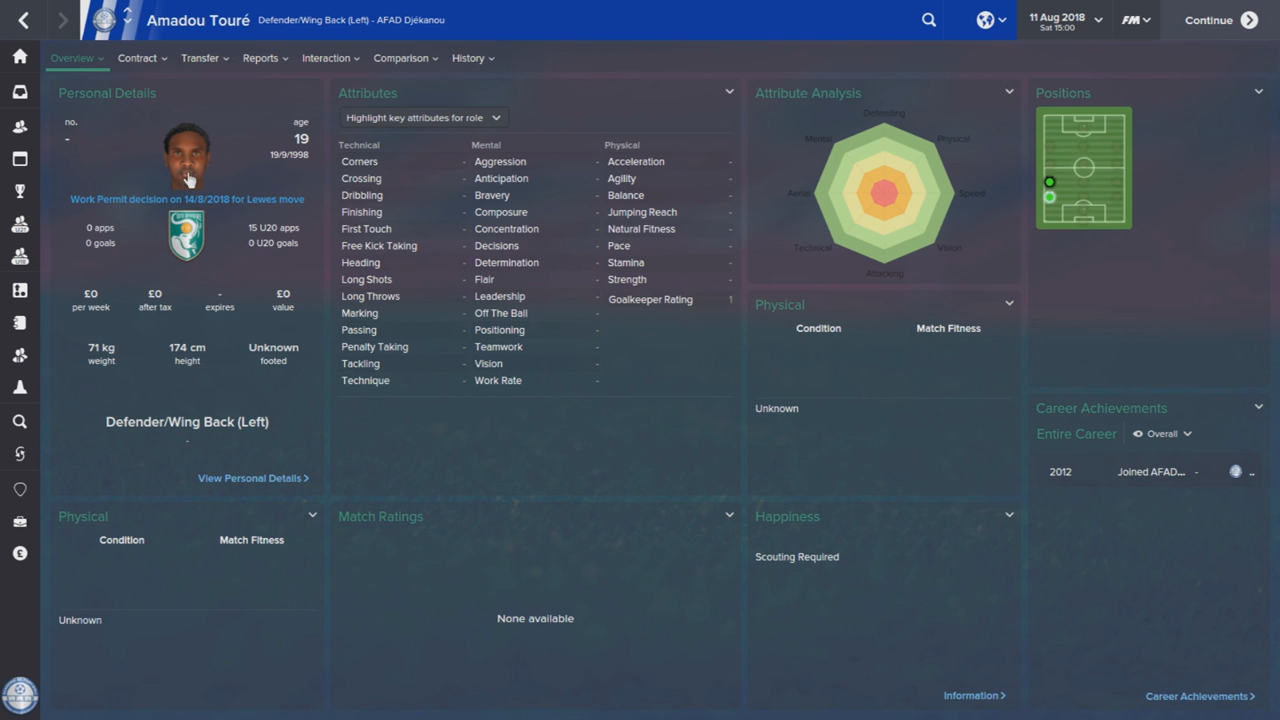 Amadou Touré
Defender/Wing Back (Left) - AFAD Djékanou
11 Aug 2018
Sat 15:00
FM
Continue
Overview
Contract
Transfer
Reports
Interaction
Comparison
History
Personal Details
no.
-
age
19
19/9/1998
Work Permit decision on 14/8/2018 for Lewes move
0 apps
0 goals
15 U20 apps
0 U20 goals
£0
per week
£0
after tax
-
expires
£0
value
71 kg
weight
174 cm
height
Unknown
footed
Defender/Wing Back (Left)
-
View Personal Details
Attributes
Highlight key attributes for role
Technical Mental Physical
Corners - Aggression - Acceleration -
Crossing - Anticipation - Agility -
Dribbling - Bravery - Balance -
Finishing - Composure - Jumping Reach -
First Touch - Concentration - Natural Fitness -
Free Kick Taking - Decisions - Pace -
Heading - Determination - Stamina -
Long Shots - Flair - Strength -
Long Throws - Leadership - Goalkeeper Rating 1
Marking - Off The Ball -
Passing - Positioning -
Penalty Taking - Teamwork -
Tackling - Vision -
Technique - Work Rate -
Attribute Analysis
Defending
Mental
Physical
Aerial
Speed
Technical
Vision
Attacking
Physical
Condition Match Fitness
Unknown
Positions
Career Achievements
Entire Career
Overall
2012 Joined AFAD... - ..
Physical
Condition Match Fitness
Unknown
Match Ratings
None available
Happiness
Scouting Required
Information
Career Achievements